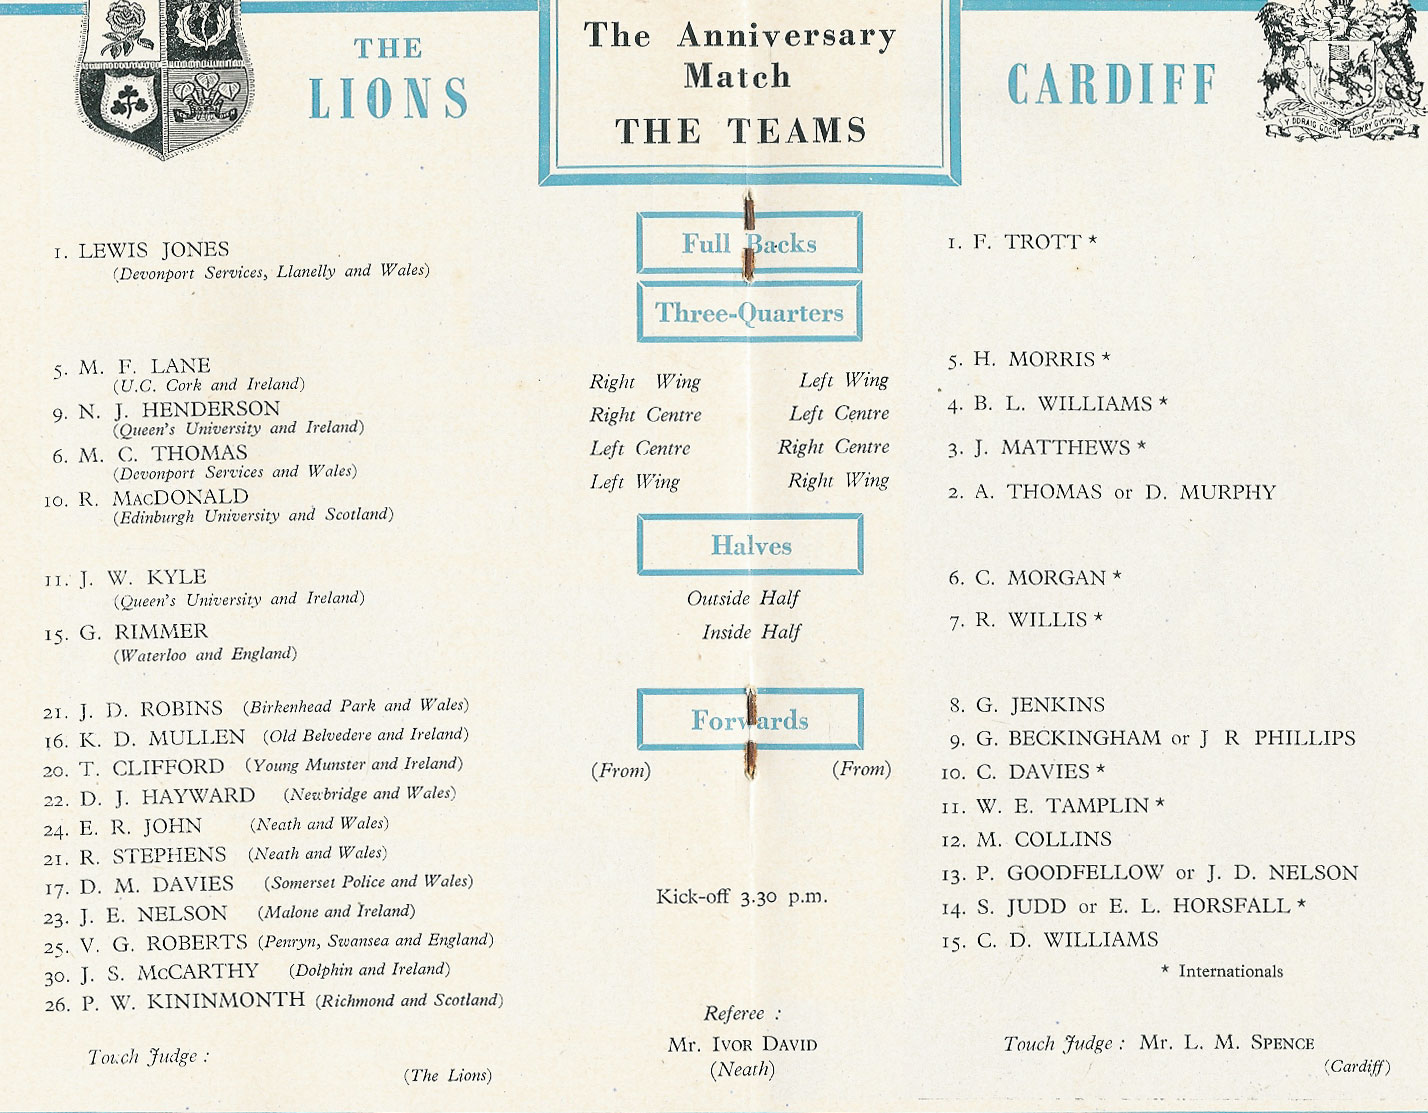 THE
LIONS
The Anniversary
Match
THE TEAMS
CARDIFF
Y DDRAIG GOCH DDYRY CYCHWYN
1. LEWIS JONES
(Devonport Services, Llanelly and Wales)
5. M. F. LANE
(U.C. Cork and Ireland)
9. N. J. HENDERSON
(Queen's University and Ireland)
6. M. C. THOMAS
(Devonport Services and Wales)
10. R. MACDONALD
(Edinburgh University and Scotland)
11. J. W. KYLE
(Queen's University and Ireland)
15. G. RIMMER
(Waterloo and England)
21. J. D. ROBINS (Birkenhead Park and Wales)
16. K. D. MULLEN (Old Belvedere and Ireland)
20. T. CLIFFORD (Young Munster and Ireland)
22. D. J. HAYWARD (Newbridge and Wales)
24. E. R. JOHN (Neath and Wales)
21. R. STEPHENS (Neath and Wales)
17. D. M. DAVIES (Somerset Police and Wales)
23. J. E. NELSON (Malone and Ireland)
25. V. G. ROBERTS (Penryn, Swansea and England)
30. J. S. McCARTHY (Dolphin and Ireland)
26. P. W. KININMONTH (Richmond and Scotland)
Touch Judge :
(The Lions)
Full Backs
Three-Quarters
Right Wing Left Wing
Right Centre Left Centre
Left Centre Right Centre
Left Wing Right Wing
Halves
Outside Half
Inside Half
Forwards
(From) (From)
Kick-off 3.30 p.m.
Referee :
Mr. IVOR DAVID
(Neath)
1. F. TROTT *
5. H. MORRIS *
4. B. L. WILLIAMS *
3. J. MATTHEWS *
2. A. THOMAS or D. MURPHY
6. C. MORGAN *
7. R. WILLIS *
8. G. JENKINS
9. G. BECKINGHAM or J R PHILLIPS
10. C. DAVIES *
11. W. E. TAMPLIN *
12. M. COLLINS
13. P. GOODFELLOW or J. D. NELSON
14. S. JUDD or E. L. HORSFALL *
15. C. D. WILLIAMS
* Internationals
Touch Judge : Mr. L. M. SPENCE
(Cardiff)